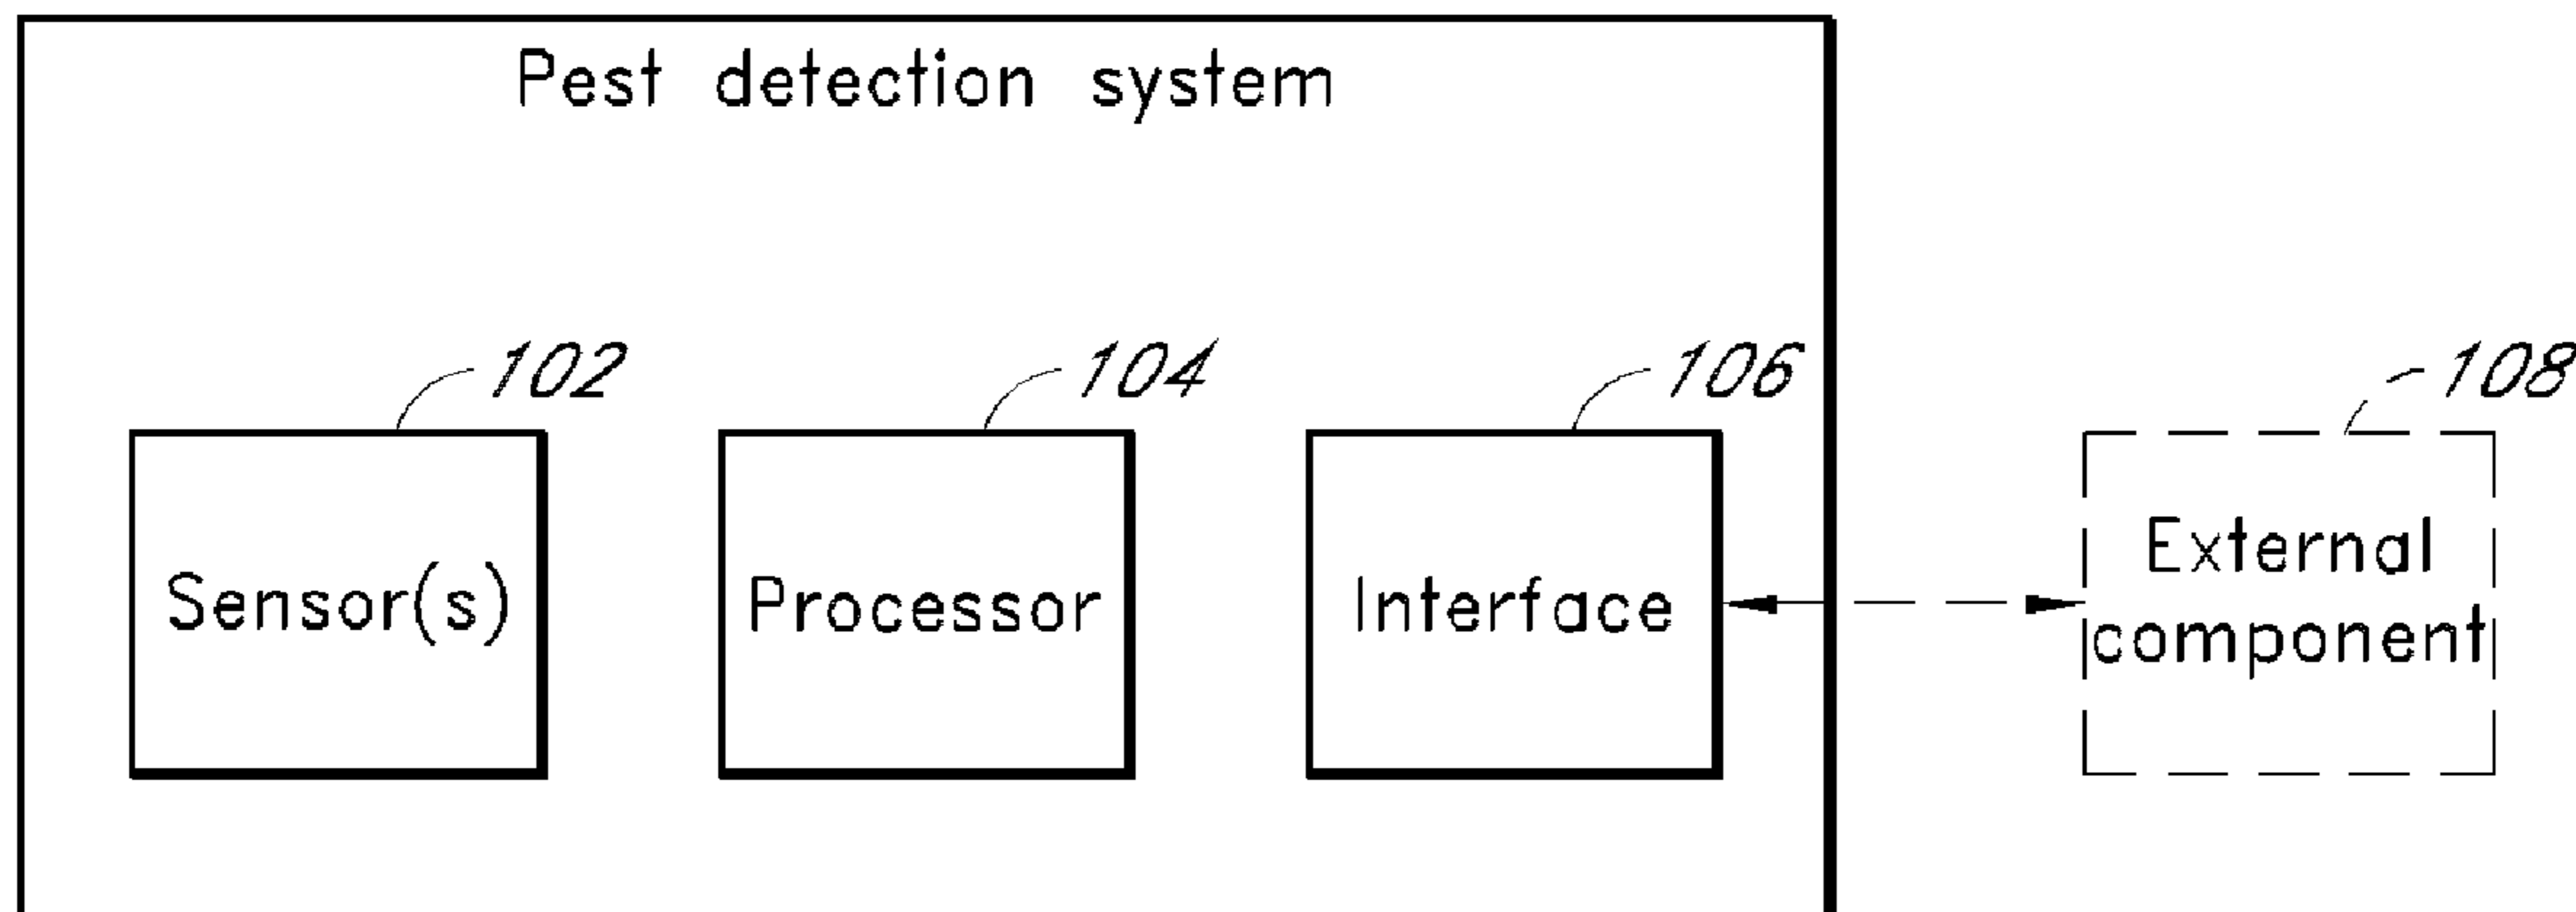 Pest detection system
102
104
106
108
Sensor(s)
Processor
Interface
External
component